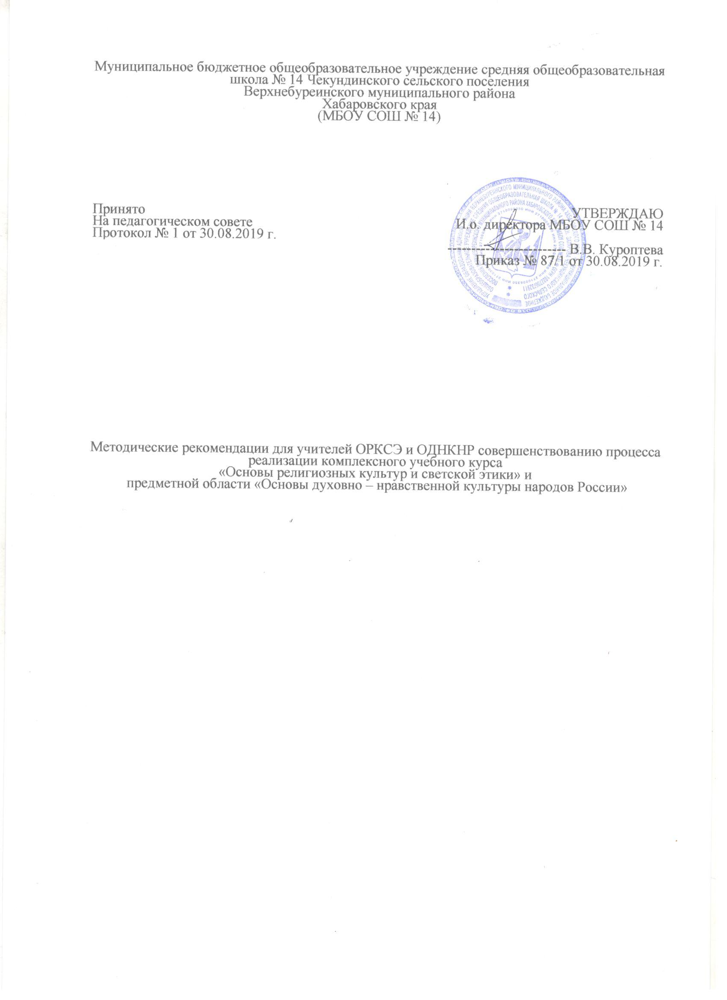 Муниципальное бюджетное общеобразовательное учреждение средняя общеобразовательная
школа № 14 Чекундинского сельского поселения
Верхнебуреинского муниципального района
Хабаровского края
(МБОУ СОШ № 14)
Принято
На педагогическом совете
Протокол № 1 от 30.08.2019 г.
УТВЕРЖДАЮ
И.о. директора МБОУ СОШ № 14
------------------------- В.В. Куроптева
Приказ № 87/1 от 30.08.2019 г.
Методические рекомендации для учителей ОРКСЭ и ОДНКНР совершенствованию процесса
реализации комплексного учебного курса
«Основы религиозных культур и светской этики» и
предметной области «Основы духовно – нравственной культуры народов России»